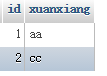 id xuanxiang
1 aa
2 cc